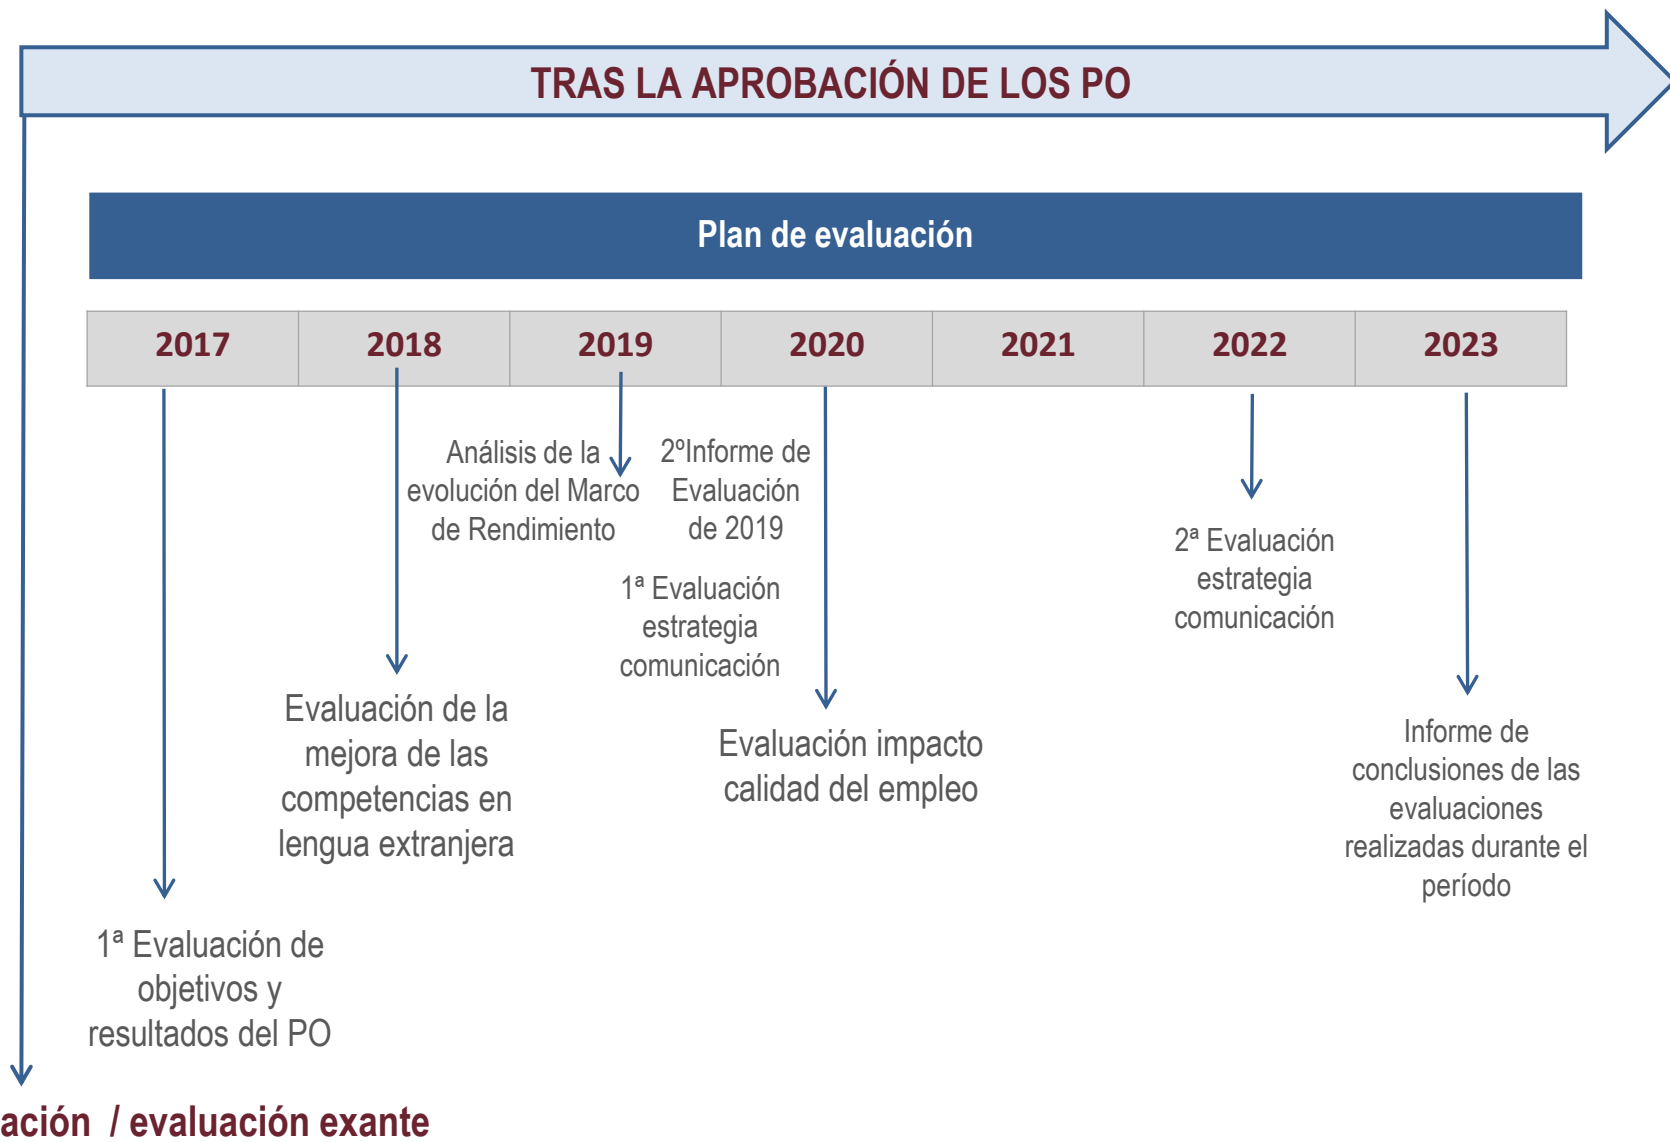 TRAS LA APROBACIÓN DE LOS PO
Plan de evaluación
2017
2018
2019
2020
2021
2022
2023
Análisis de la
evolución del Marco
de Rendimiento
2ºInforme de
Evaluación
de 2019
1ª Evaluación
estrategia
comunicación
2ª Evaluación
estrategia
comunicación
Evaluación de la
mejora de las
competencias en
lengua extranjera
Evaluación impacto
calidad del empleo
Informe de
conclusiones de las
evaluaciones
realizadas durante el
período
1ª Evaluación de
objetivos y
resultados del PO
ación / evaluación exante